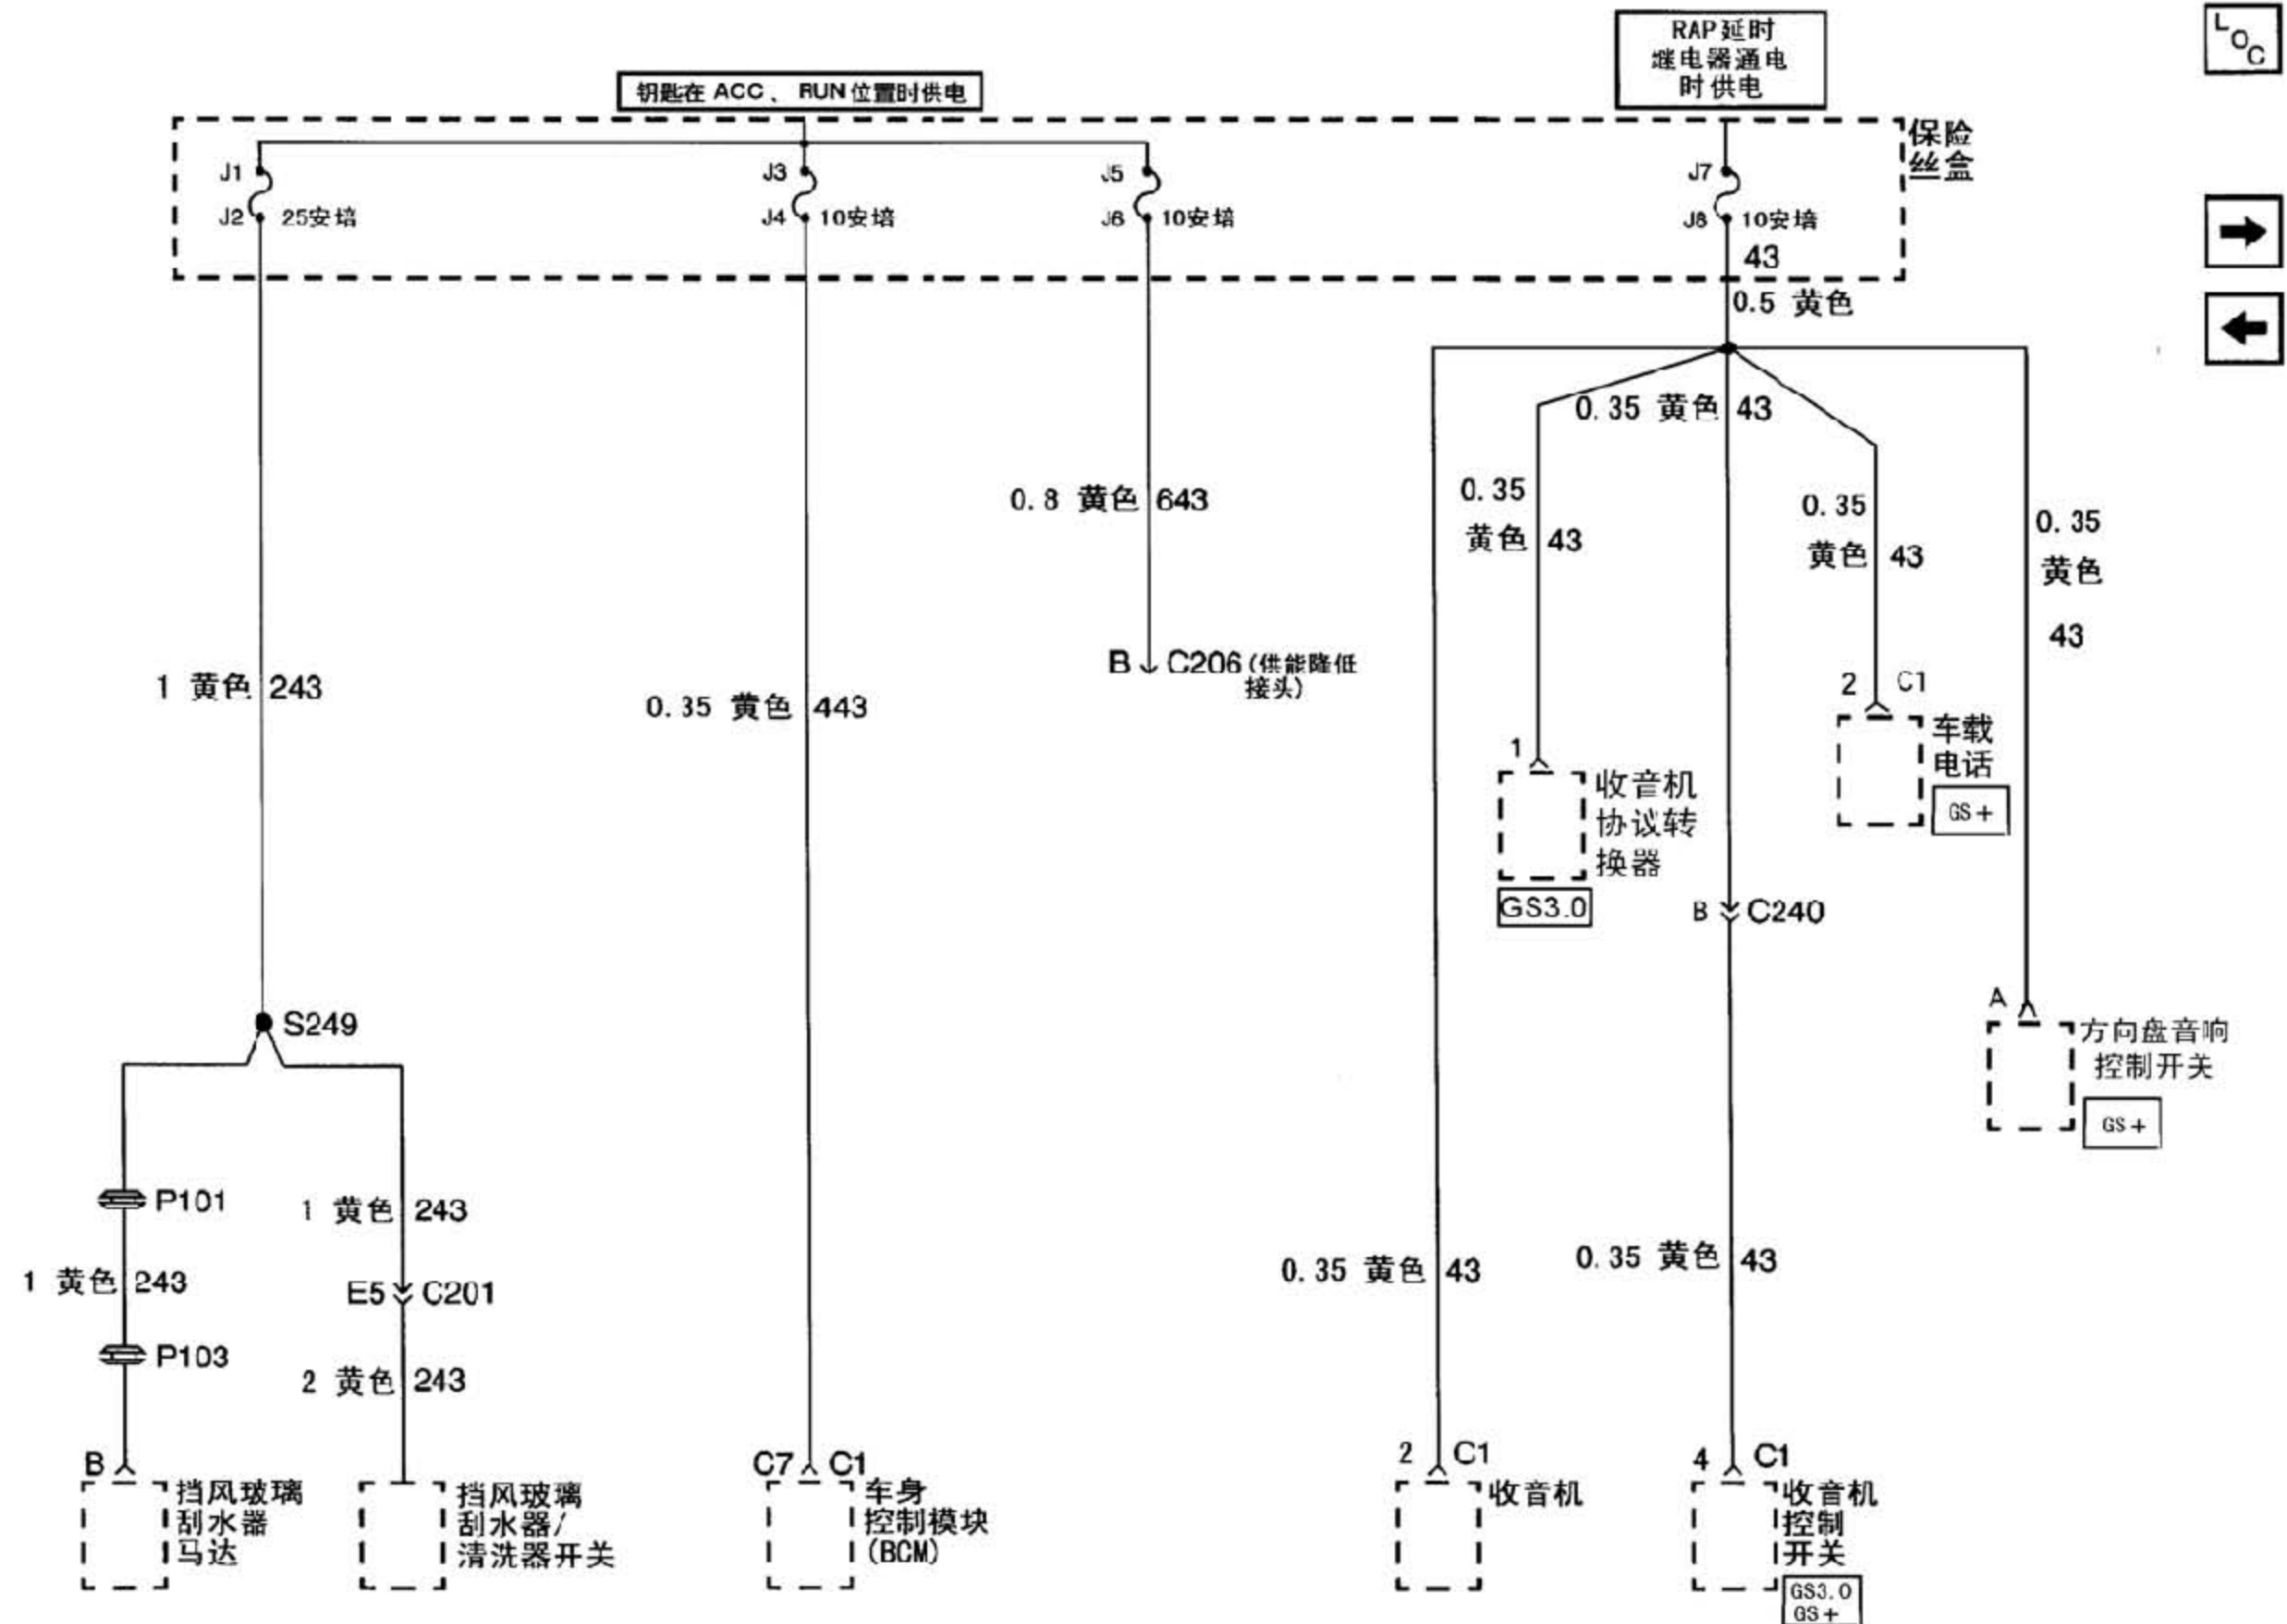 LOC
RAP延时
继电器通电
时供电
钥匙在 ACC 、 RUN 位置时供电
保险
丝盒
J1
J2 25安培
J3
J4 10安培
J5
J6 10安培
J7
J8 10安培
43
0.5 黄色
0.35 黄色 43
0.8 黄色 643
0.35
黄色 43
0.35
黄色 43
0.35
黄色
43
B C206 (供能降低
接头)
1 黄色 243
0.35 黄色 443
2 C1
车载
电话
GS+
1
收音机
协议转
换器
GS3.0
B C240
A
方向盘音响
控制开关
GS+
S249
P101
1 黄色 243
1 黄色 243
E5 C201
P103
2 黄色 243
0.35 黄色 43
0.35 黄色 43
B
挡风玻璃
刮水器
马达
挡风玻璃
刮水器/
清洗器开关
C7 C1
车身
控制模块
(BCM)
2 C1
收音机
4 C1
收音机
控制
开关
GS3.0
GS+